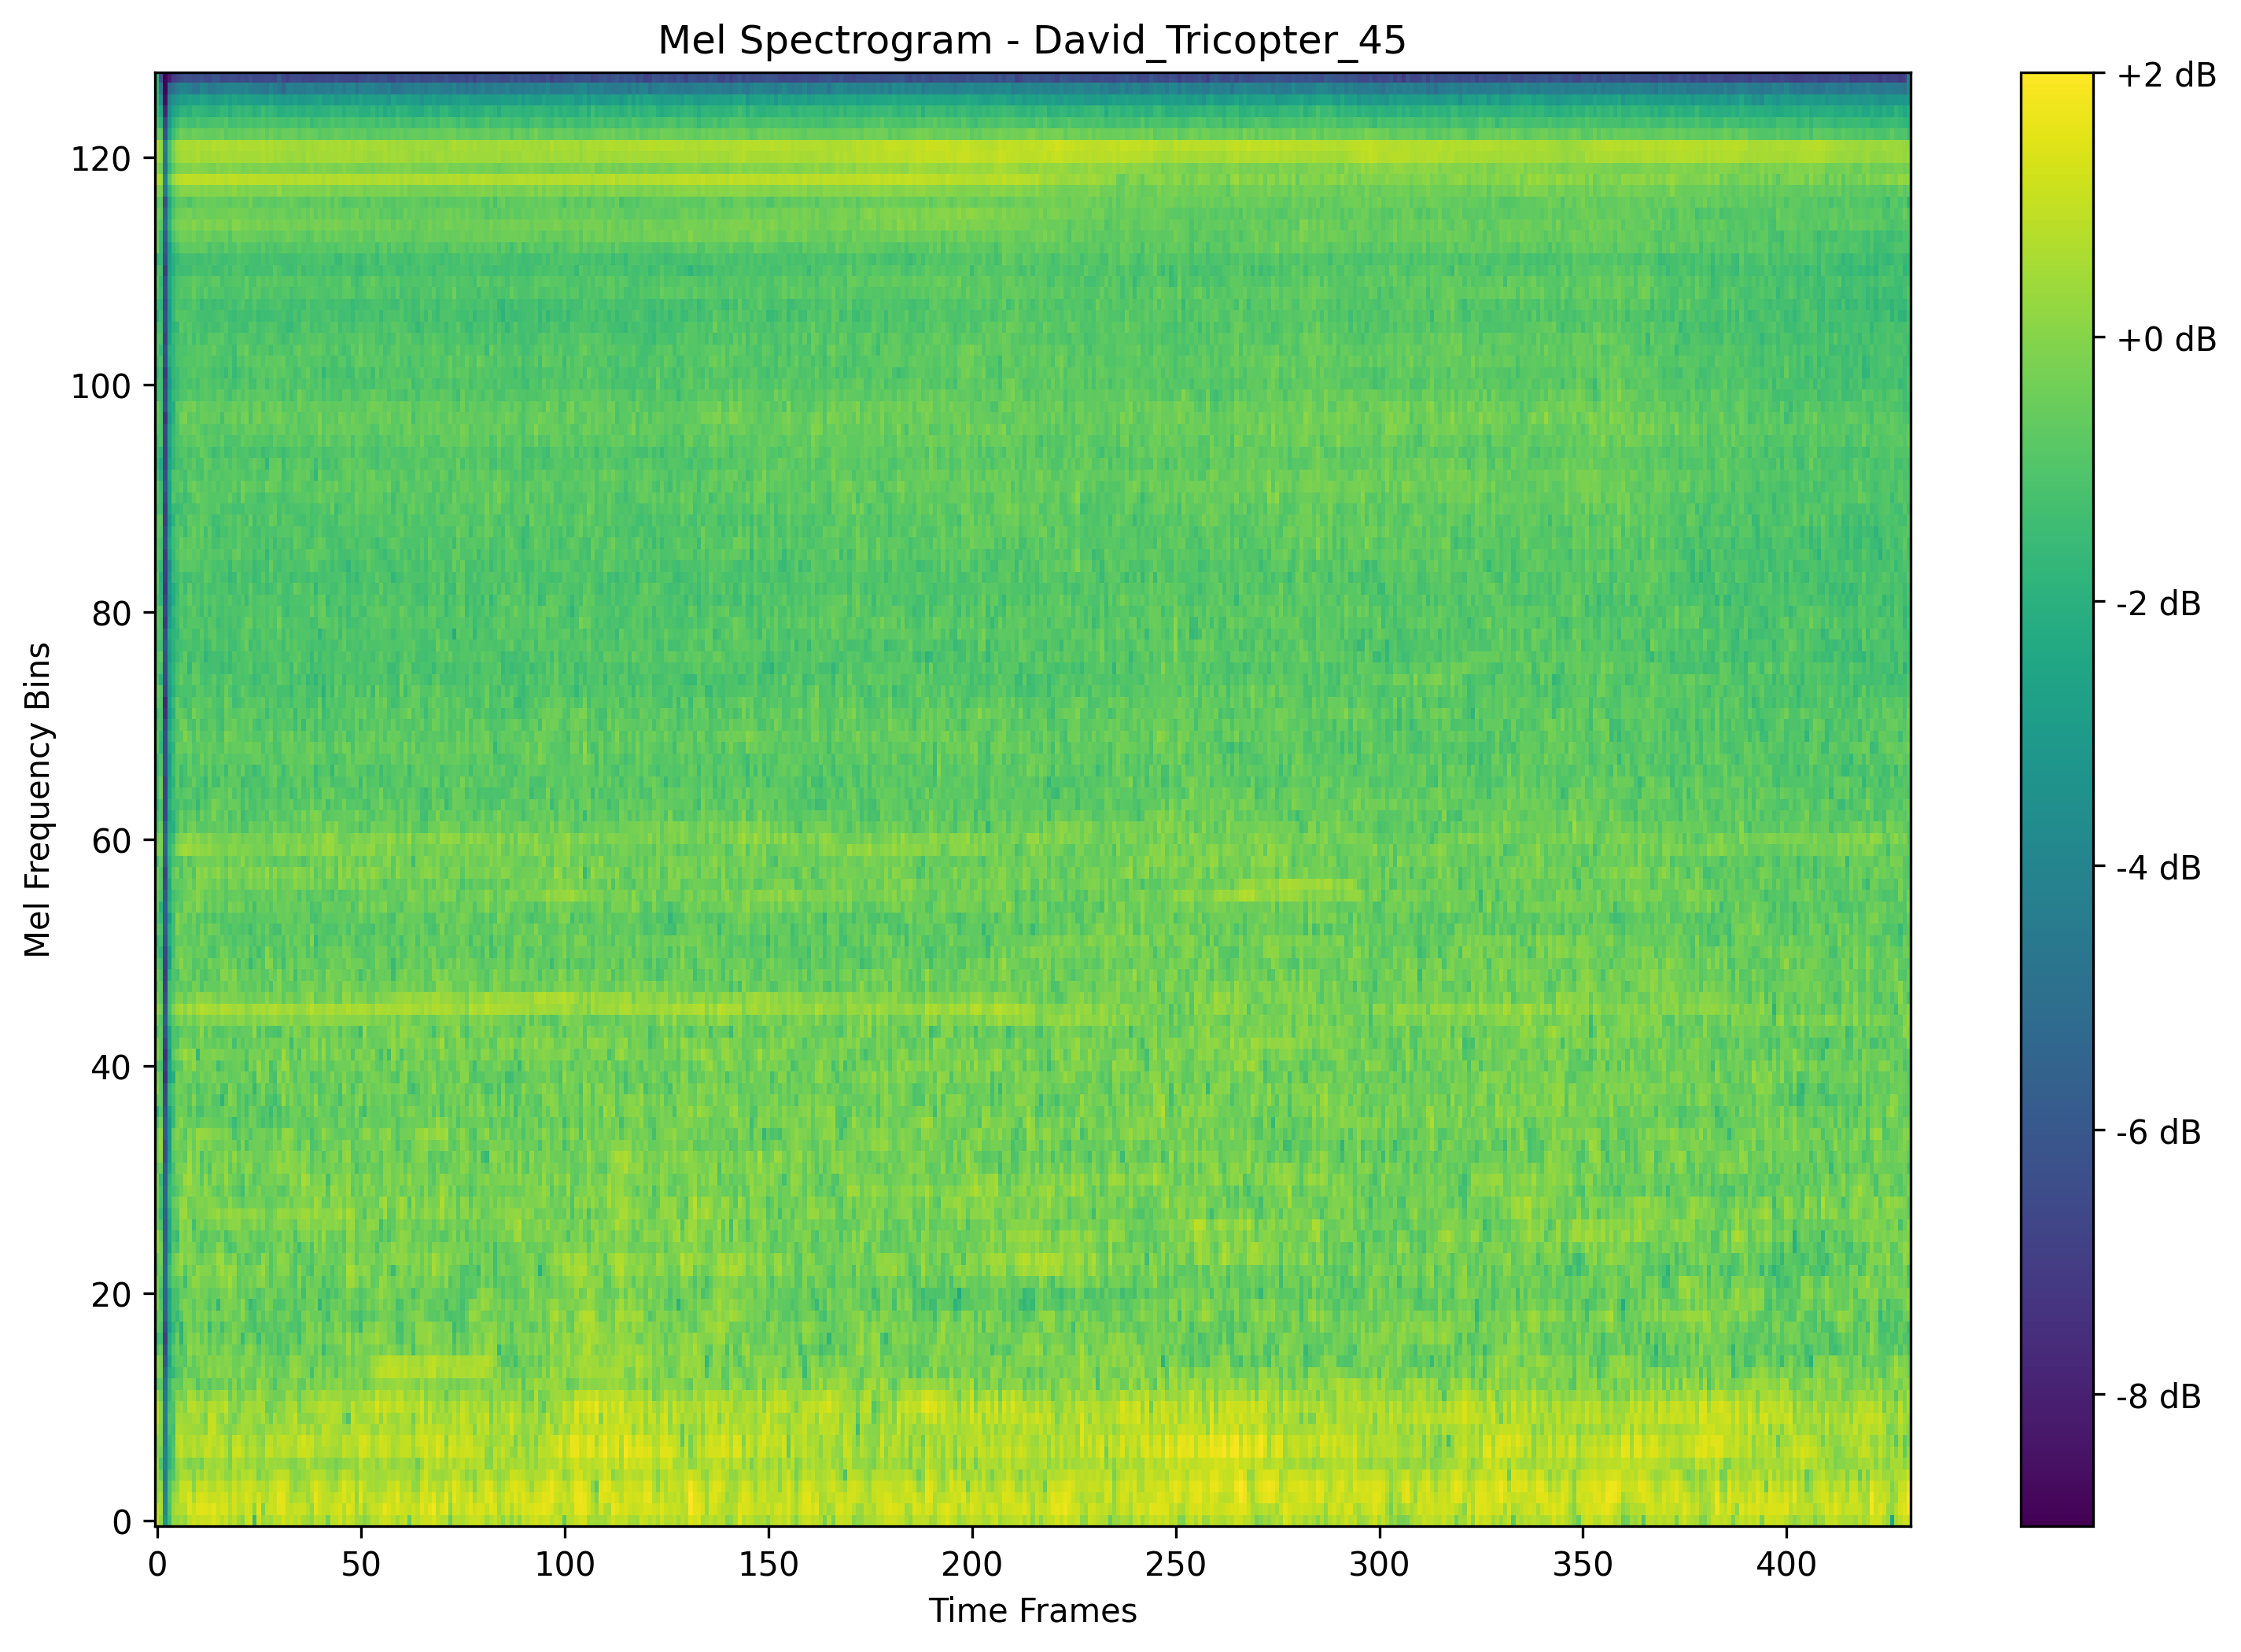 Mel Spectrogram - David_Tricopter_45
+2 dB
+0 dB
-2 dB
-4 dB
-6 dB
-8 dB
120
100
80
60
40
20
0
Mel Frequency Bins
0 50 100 150 200 250 300 350 400
Time Frames